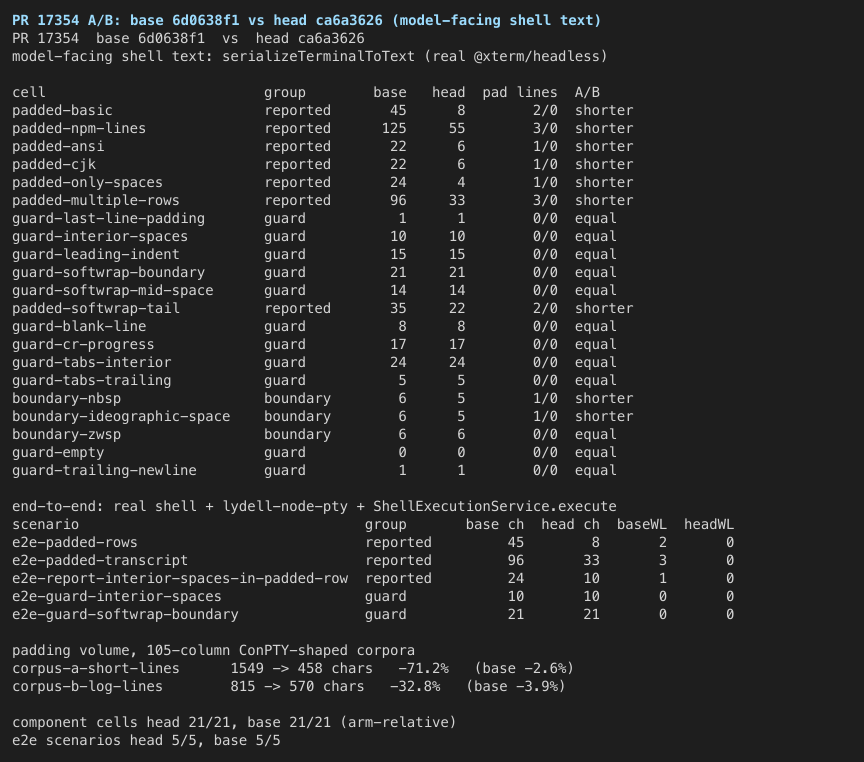 PR 17354 A/B: base 6d0638f1 vs head ca6a3626 (model-facing shell text)
PR 17354  base 6d0638f1  vs  head ca6a3626
model-facing shell text: serializeTerminalToText (real @xterm/headless)

cell                          group        base   head  pad lines  A/B
padded-basic                  reported       45      8        2/0  shorter
padded-npm-lines              reported      125     55        3/0  shorter
padded-ansi                   reported       22      6        1/0  shorter
padded-cjk                    reported       22      6        1/0  shorter
padded-only-spaces            reported       24      4        1/0  shorter
padded-multiple-rows          reported       96     33        3/0  shorter
guard-last-line-padding       guard           1      1        0/0  equal
guard-interior-spaces         guard          10     10        0/0  equal
guard-leading-indent          guard          15     15        0/0  equal
guard-softwrap-boundary       guard          21     21        0/0  equal
guard-softwrap-mid-space      guard          14     14        0/0  equal
padded-softwrap-tail          reported       35     22        2/0  shorter
guard-blank-line              guard           8      8        0/0  equal
guard-cr-progress             guard          17     17        0/0  equal
guard-tabs-interior           guard          24     24        0/0  equal
guard-tabs-trailing           guard           5      5        0/0  equal
boundary-nbsp                 boundary        6      5        1/0  shorter
boundary-ideographic-space    boundary        6      5        1/0  shorter
boundary-zwsp                 boundary        6      6        0/0  equal
guard-empty                   guard           0      0        0/0  equal
guard-trailing-newline        guard           1      1        0/0  equal

end-to-end: real shell + lydell-node-pty + ShellExecutionService.execute
scenario                                  group       base ch  head ch  baseWL  headWL
e2e-padded-rows                           reported         45        8       2       0
e2e-padded-transcript                     reported         96       33       3       0
e2e-report-interior-spaces-in-padded-row  reported         24       10       1       0
e2e-guard-interior-spaces                 guard            10       10       0       0
e2e-guard-softwrap-boundary               guard            21       21       0       0

padding volume, 105-column ConPTY-shaped corpora
corpus-a-short-lines      1549 -> 458 chars   -71.2%   (base -2.6%)
corpus-b-log-lines        815 -> 570 chars   -32.8%   (base -3.9%)

component cells head 21/21, base 21/21 (arm-relative)
e2e scenarios head 5/5, base 5/5